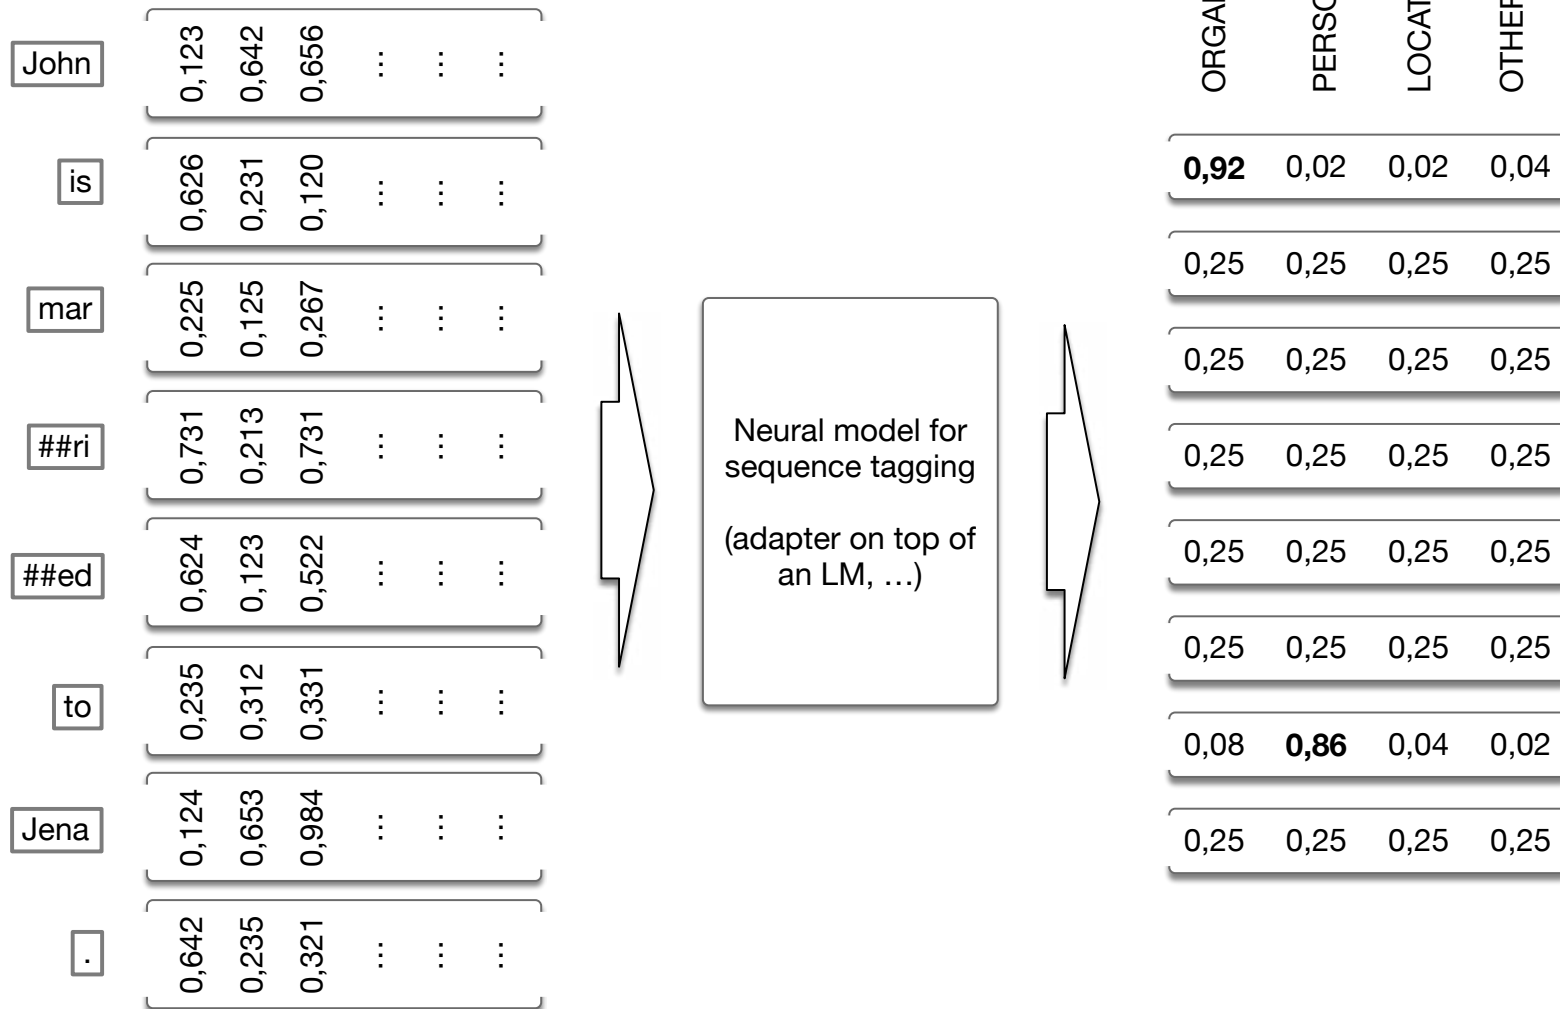 John
0,123 0,642 0,656 ... ... ...
is
0,626 0,231 0,120 ... ... ...
mar
0,225 0,125 0,267 ... ... ...
##ri
0,731 0,213 0,731 ... ... ...
##ed
0,624 0,123 0,522 ... ... ...
to
0,235 0,312 0,331 ... ... ...
Jena
0,124 0,653 0,984 ... ... ...
.
0,642 0,235 0,321 ... ... ...
Neural model for
sequence tagging
(adapter on top of
an LM, …)
ORGA
PERSO
LOCAT
OTHER
0,92 0,02 0,02 0,04
0,25 0,25 0,25 0,25
0,25 0,25 0,25 0,25
0,25 0,25 0,25 0,25
0,25 0,25 0,25 0,25
0,25 0,25 0,25 0,25
0,08 0,86 0,04 0,02
0,25 0,25 0,25 0,25